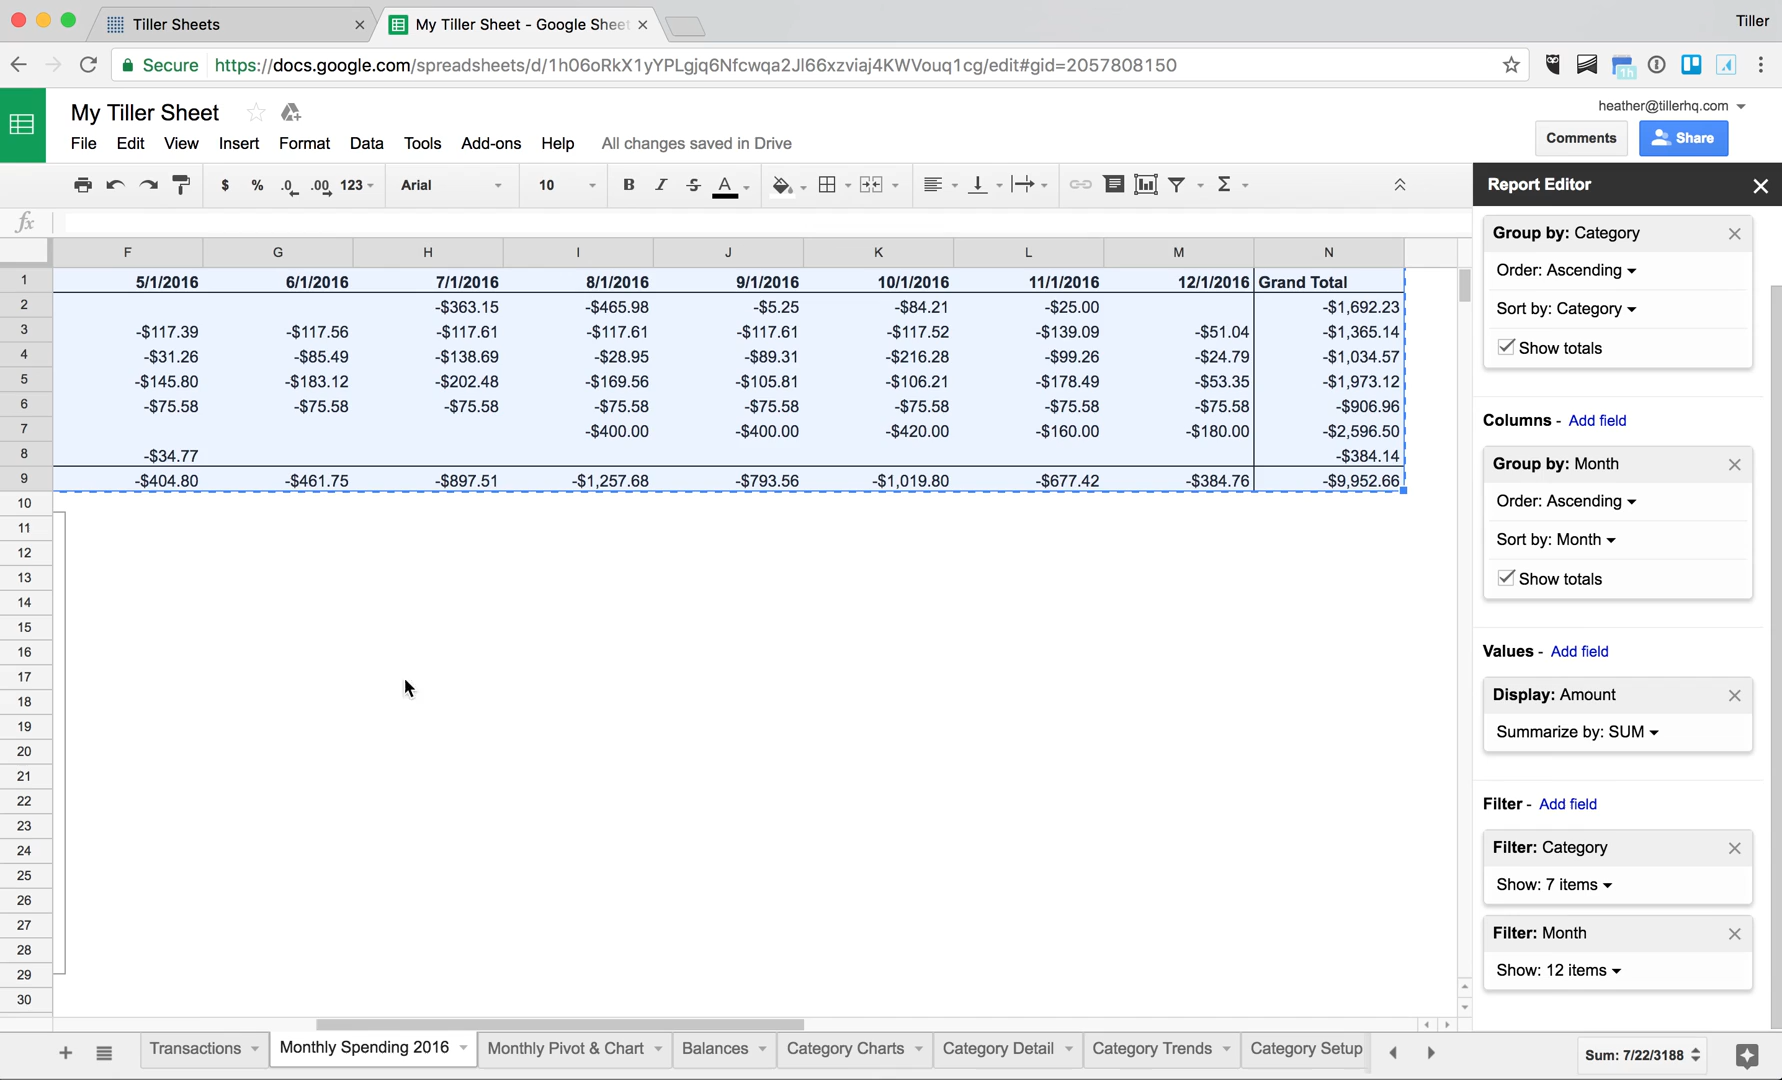 Tiller Sheets
My Tiller Sheet - Google Sheet
Tiller
Secure https://docs.google.com/spreadsheets/d/1h06oRkX1yYPLgjq6Nfcwqa2Jl66xzviaj4KWVouq1cg/edit#gid=2057808150
1h
My Tiller Sheet
heather@tillerhq.com
File Edit View Insert Format Data Tools Add-ons Help All changes saved in Drive
Comments Share
$ % .0 .00 123 Arial 10 B I S A Σ
fx
F G H I J K L M N
1 5/1/2016 6/1/2016 7/1/2016 8/1/2016 9/1/2016 10/1/2016 11/1/2016 12/1/2016 Grand Total
2 -$363.15 -$465.98 -$5.25 -$84.21 -$25.00 -$1,692.23
3 -$117.39 -$117.56 -$117.61 -$117.61 -$117.61 -$117.52 -$139.09 -$51.04 -$1,365.14
4 -$31.26 -$85.49 -$138.69 -$28.95 -$89.31 -$216.28 -$99.26 -$24.79 -$1,034.57
5 -$145.80 -$183.12 -$202.48 -$169.56 -$105.81 -$106.21 -$178.49 -$53.35 -$1,973.12
6 -$75.58 -$75.58 -$75.58 -$75.58 -$75.58 -$75.58 -$75.58 -$75.58 -$906.96
7 -$400.00 -$400.00 -$420.00 -$160.00 -$180.00 -$2,596.50
8 -$34.77 -$384.14
9 -$404.80 -$461.75 -$897.51 -$1,257.68 -$793.56 -$1,019.80 -$677.42 -$384.76 -$9,952.66
10
11
12
13
14
15
16
17
18
19
20
21
22
23
24
25
26
27
28
29
30
Report Editor
Group by: Category
Order: Ascending
Sort by: Category
Show totals
Columns - Add field
Group by: Month
Order: Ascending
Sort by: Month
Show totals
Values - Add field
Display: Amount
Summarize by: SUM
Filter - Add field
Filter: Category
Show: 7 items
Filter: Month
Show: 12 items
Transactions Monthly Spending 2016 Monthly Pivot & Chart Balances Category Charts Category Detail Category Trends Category Setup
Sum: 7/22/3188